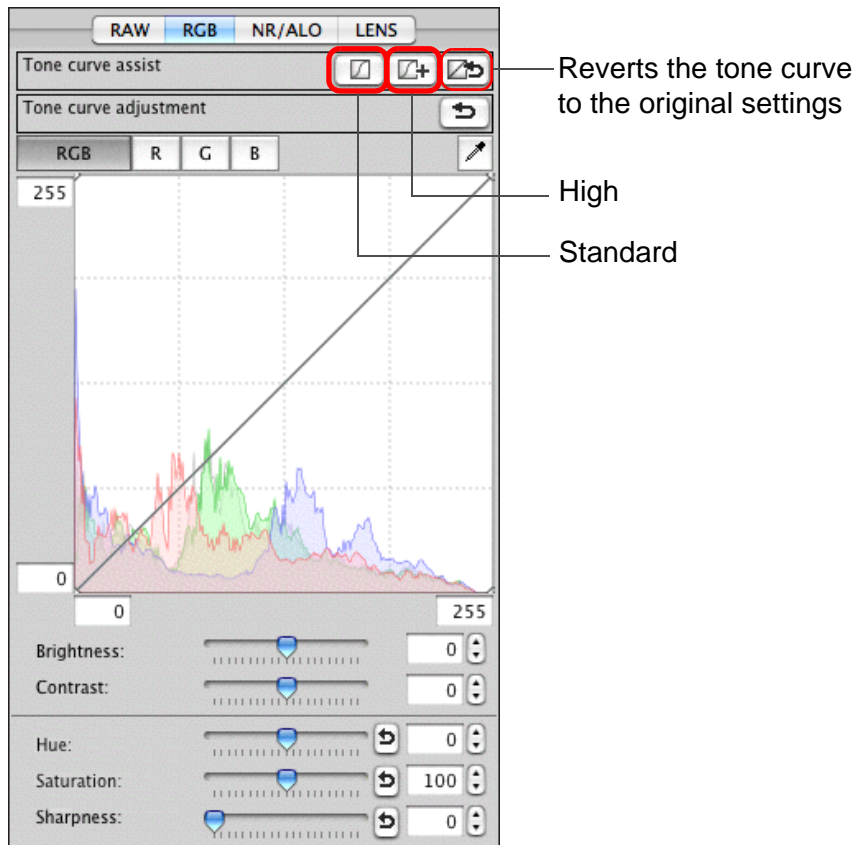 RAW RGB NR/ALO LENS
Tone curve assist
Reverts the tone curve
to the original settings
Tone curve adjustment
RGB R G B
High
Standard
255
0
0 255
Brightness: 0
Contrast: 0
Hue: 0
Saturation: 100
Sharpness: 0